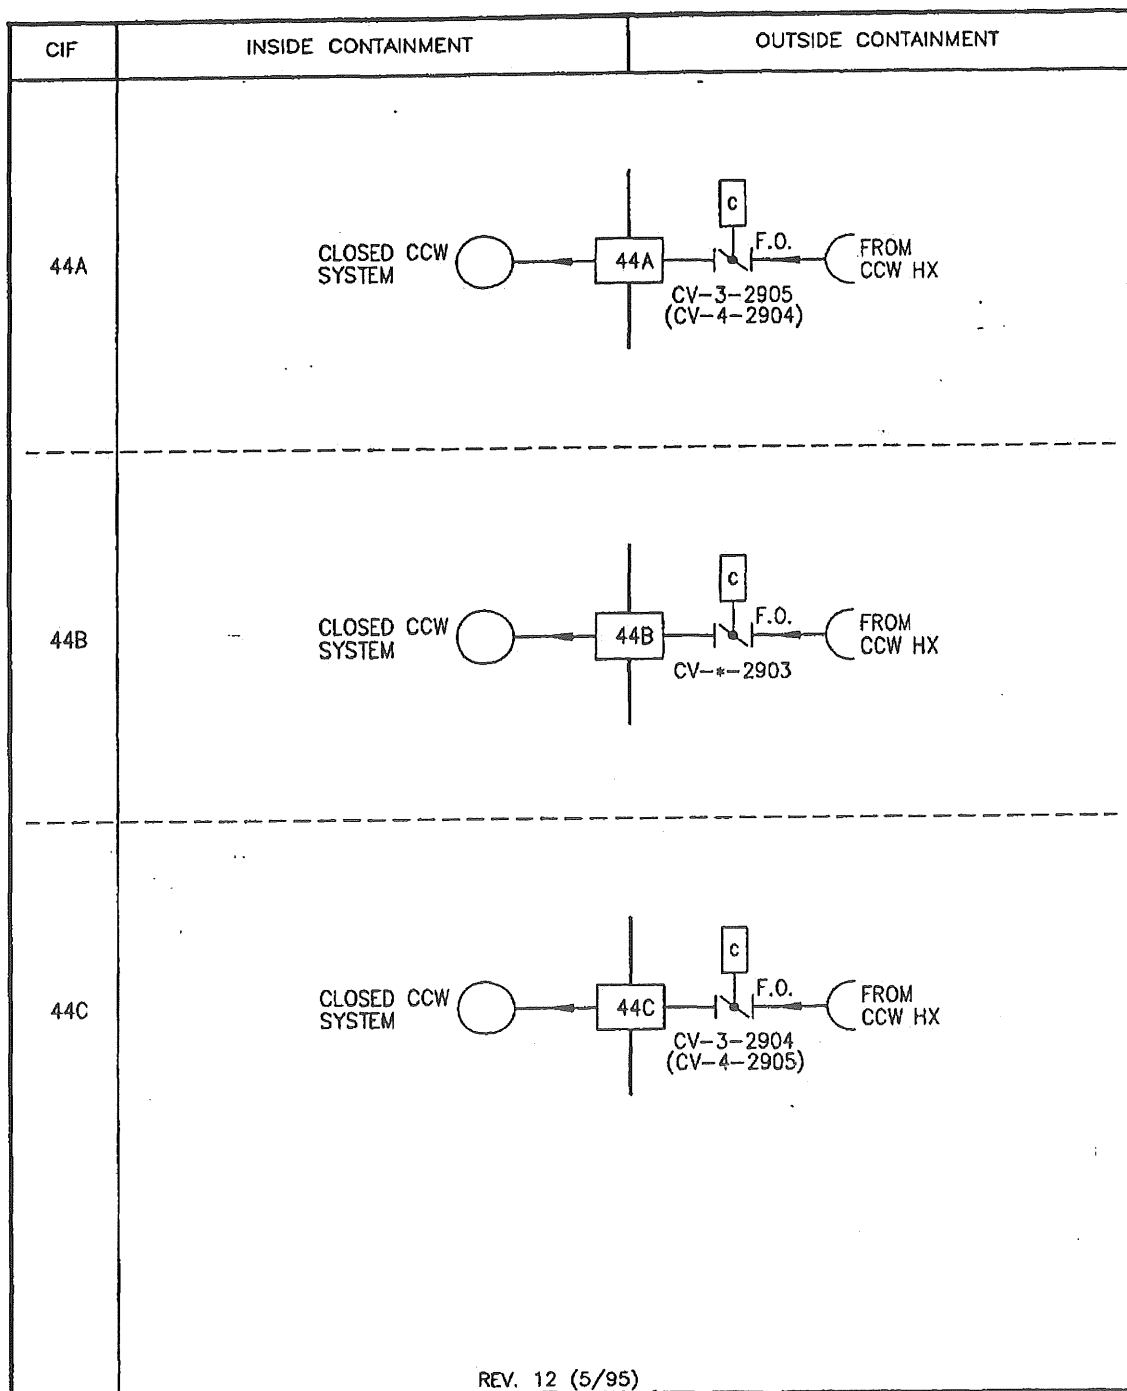 CIF INSIDE CONTAINMENT OUTSIDE CONTAINMENT
44A
CLOSED CCW
SYSTEM
44A
C
F.O.
CV-3-2905
(CV-4-2904)
FROM
CCW HX
44B
CLOSED CCW
SYSTEM
44B
C
F.O.
CV-*-2903
FROM
CCW HX
44C
CLOSED CCW
SYSTEM
44C
C
F.O.
CV-3-2904
(CV-4-2905)
FROM
CCW HX
REV. 12 (5/95)